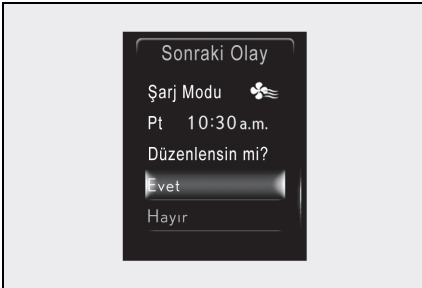 Sonraki Olay
Şarj Modu
Pt 10:30 a.m.
Düzenlensin mi?
Evet
Hayır